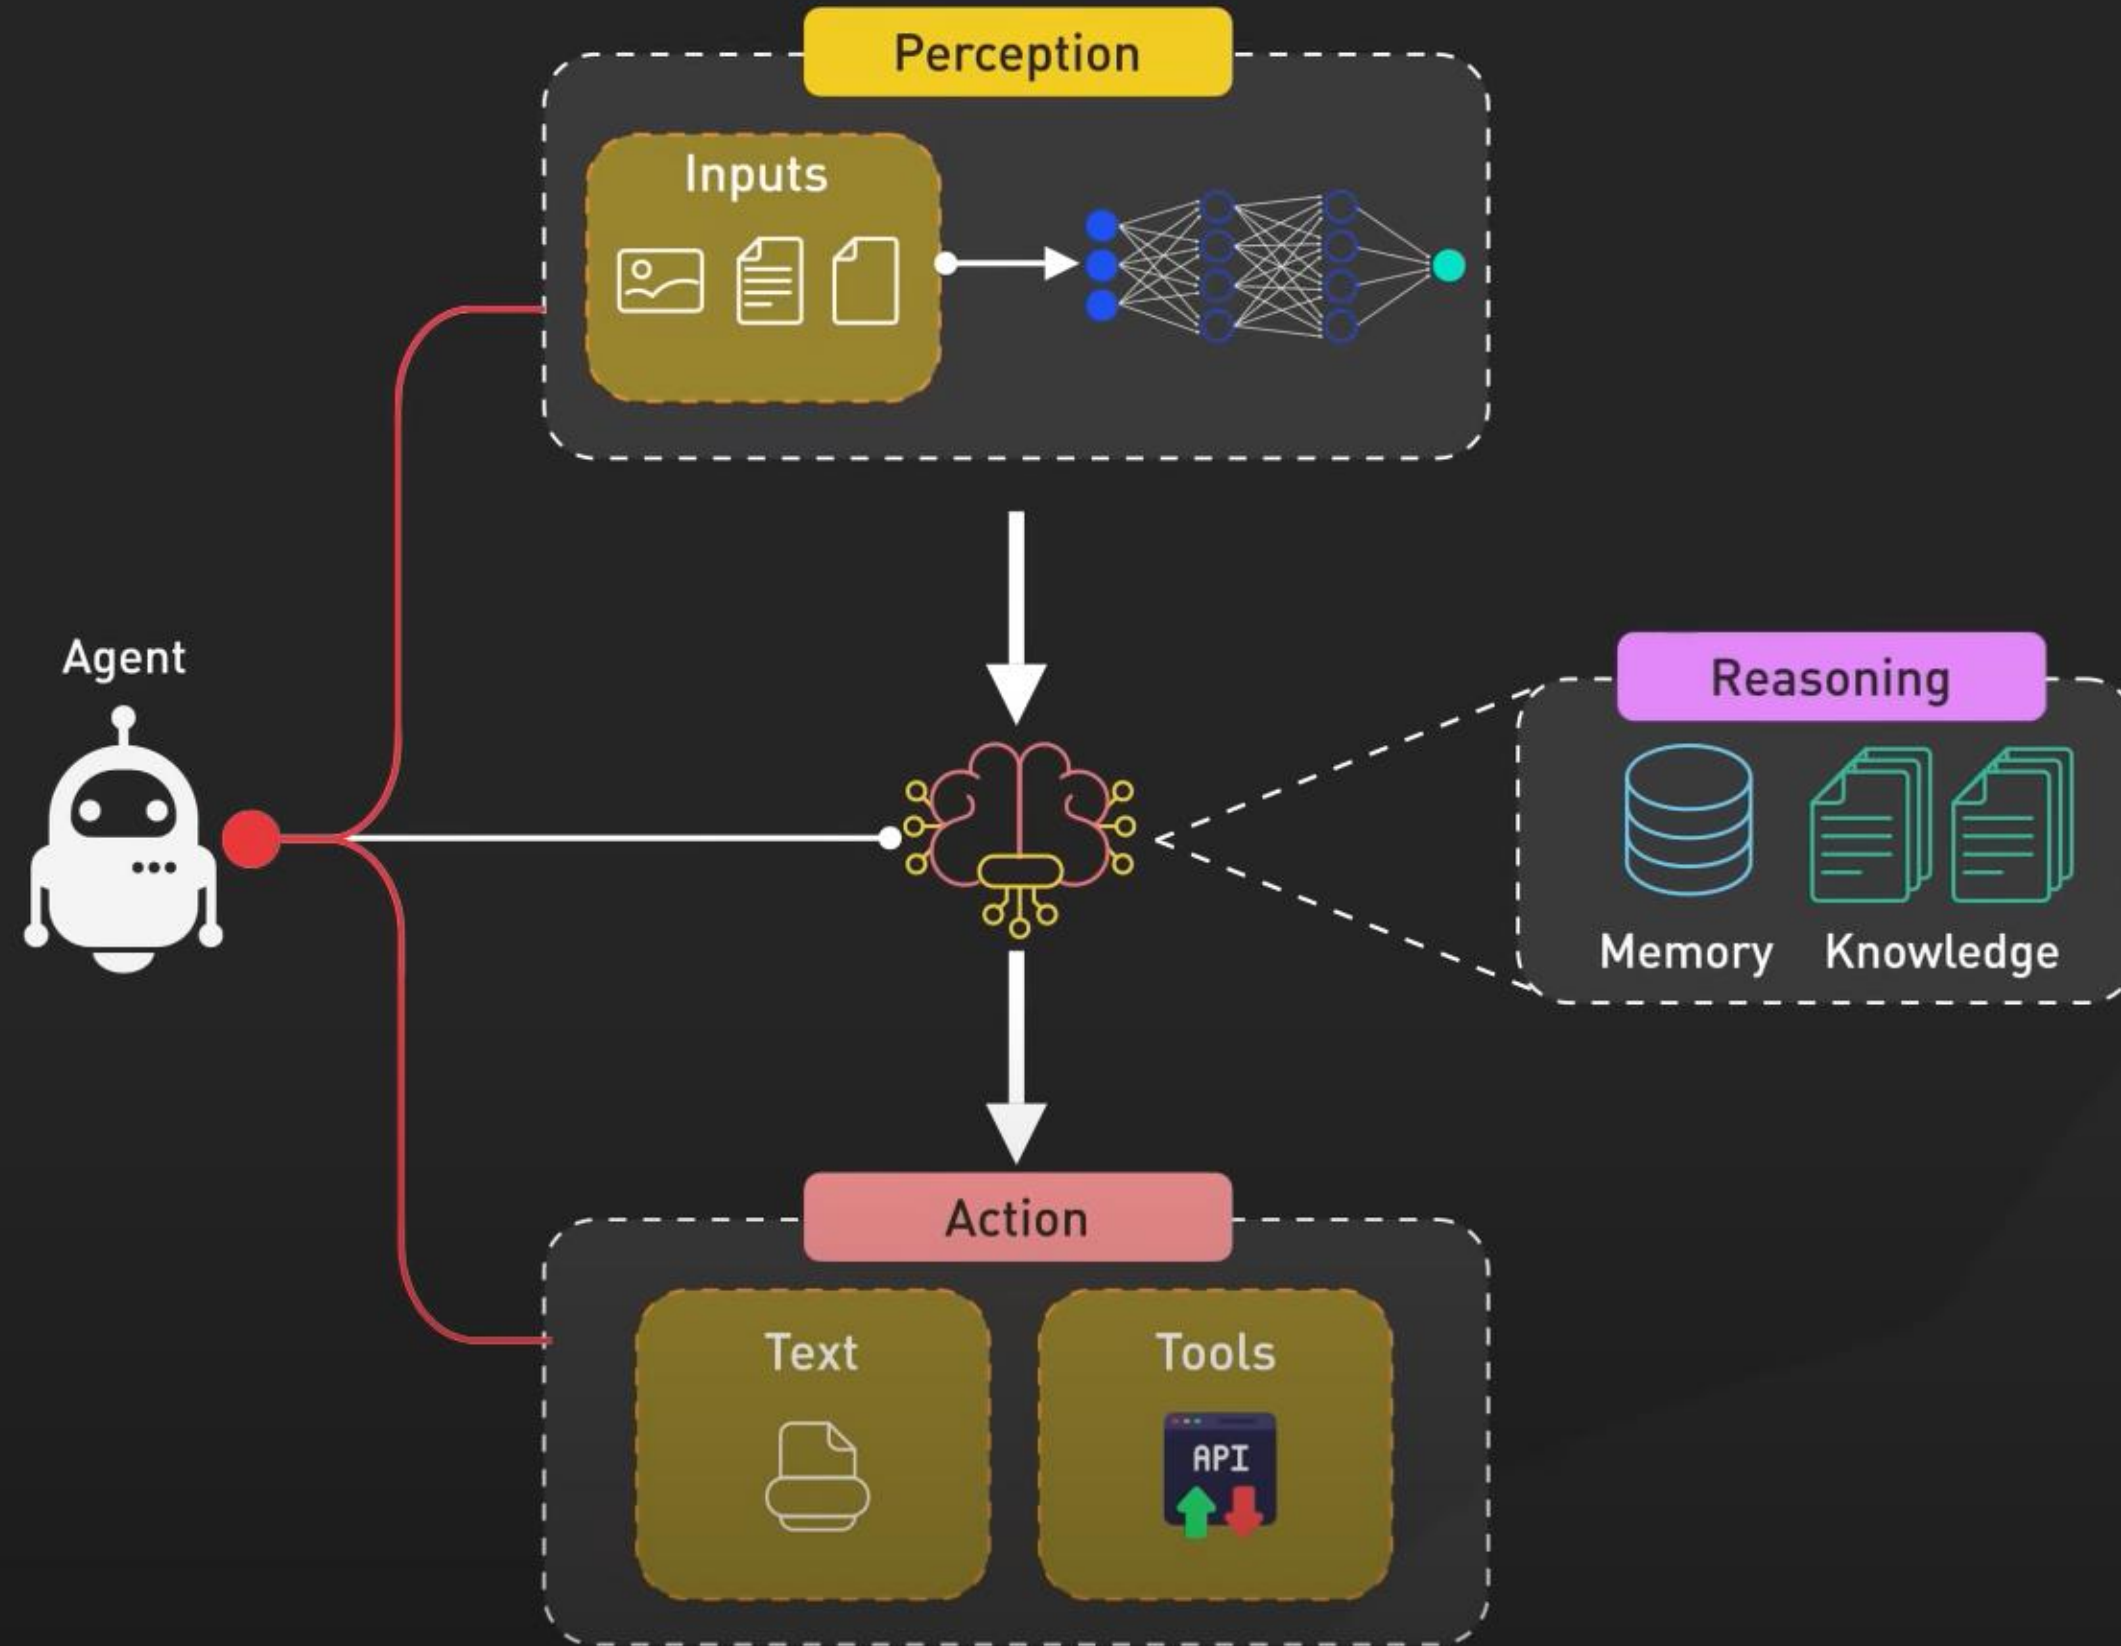 Perception
Inputs
Agent
Reasoning
Memory
Knowledge
Action
Text
Tools
API